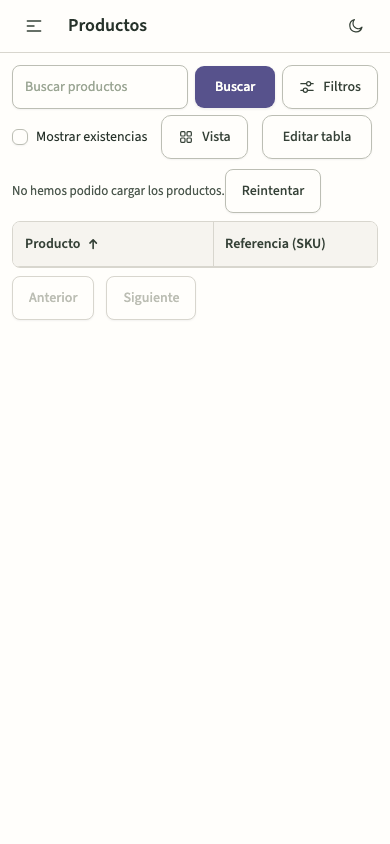 Productos
Buscar productos
Buscar
Filtros
Mostrar existencias
Vista
Editar tabla
No hemos podido cargar los productos.
Reintentar
Producto ↑
Referencia (SKU)
Anterior
Siguiente